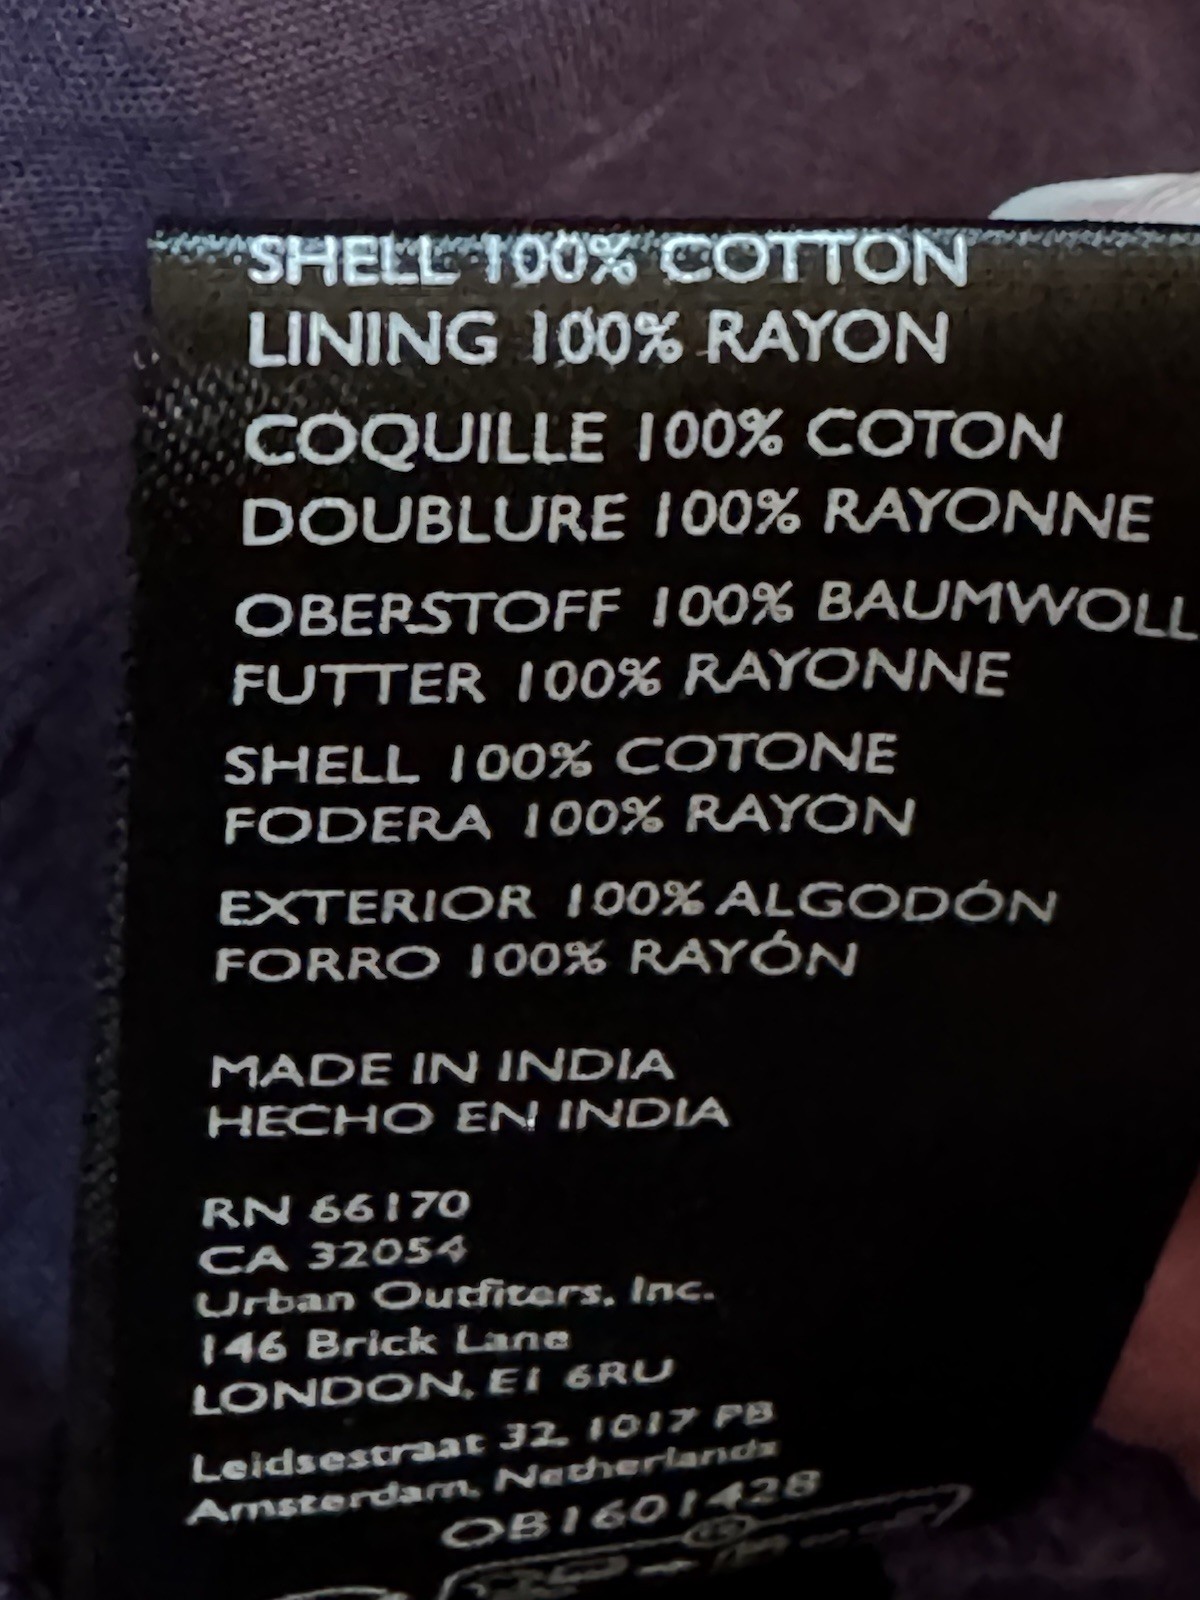 SHELL 100% COTTON
LINING 100% RAYON
COQUILLE 100% COTON
DOUBLURE 100% RAYONNE
OBERSTOFF 100% BAUMWOLL
FUTTER 100% RAYONNE
SHELL 100% COTONE
FODERA 100% RAYON
EXTERIOR 100% ALGODÓN
FORRO 100% RAYÓN
MADE IN INDIA
HECHO EN INDIA
RN 66170
CA 32054
Urban Outfitters, Inc.
146 Brick Lane
LONDON, E1 6RU
Leidsestraat 32 1017 PB
Amsterdam, Netherlands
OB1601428